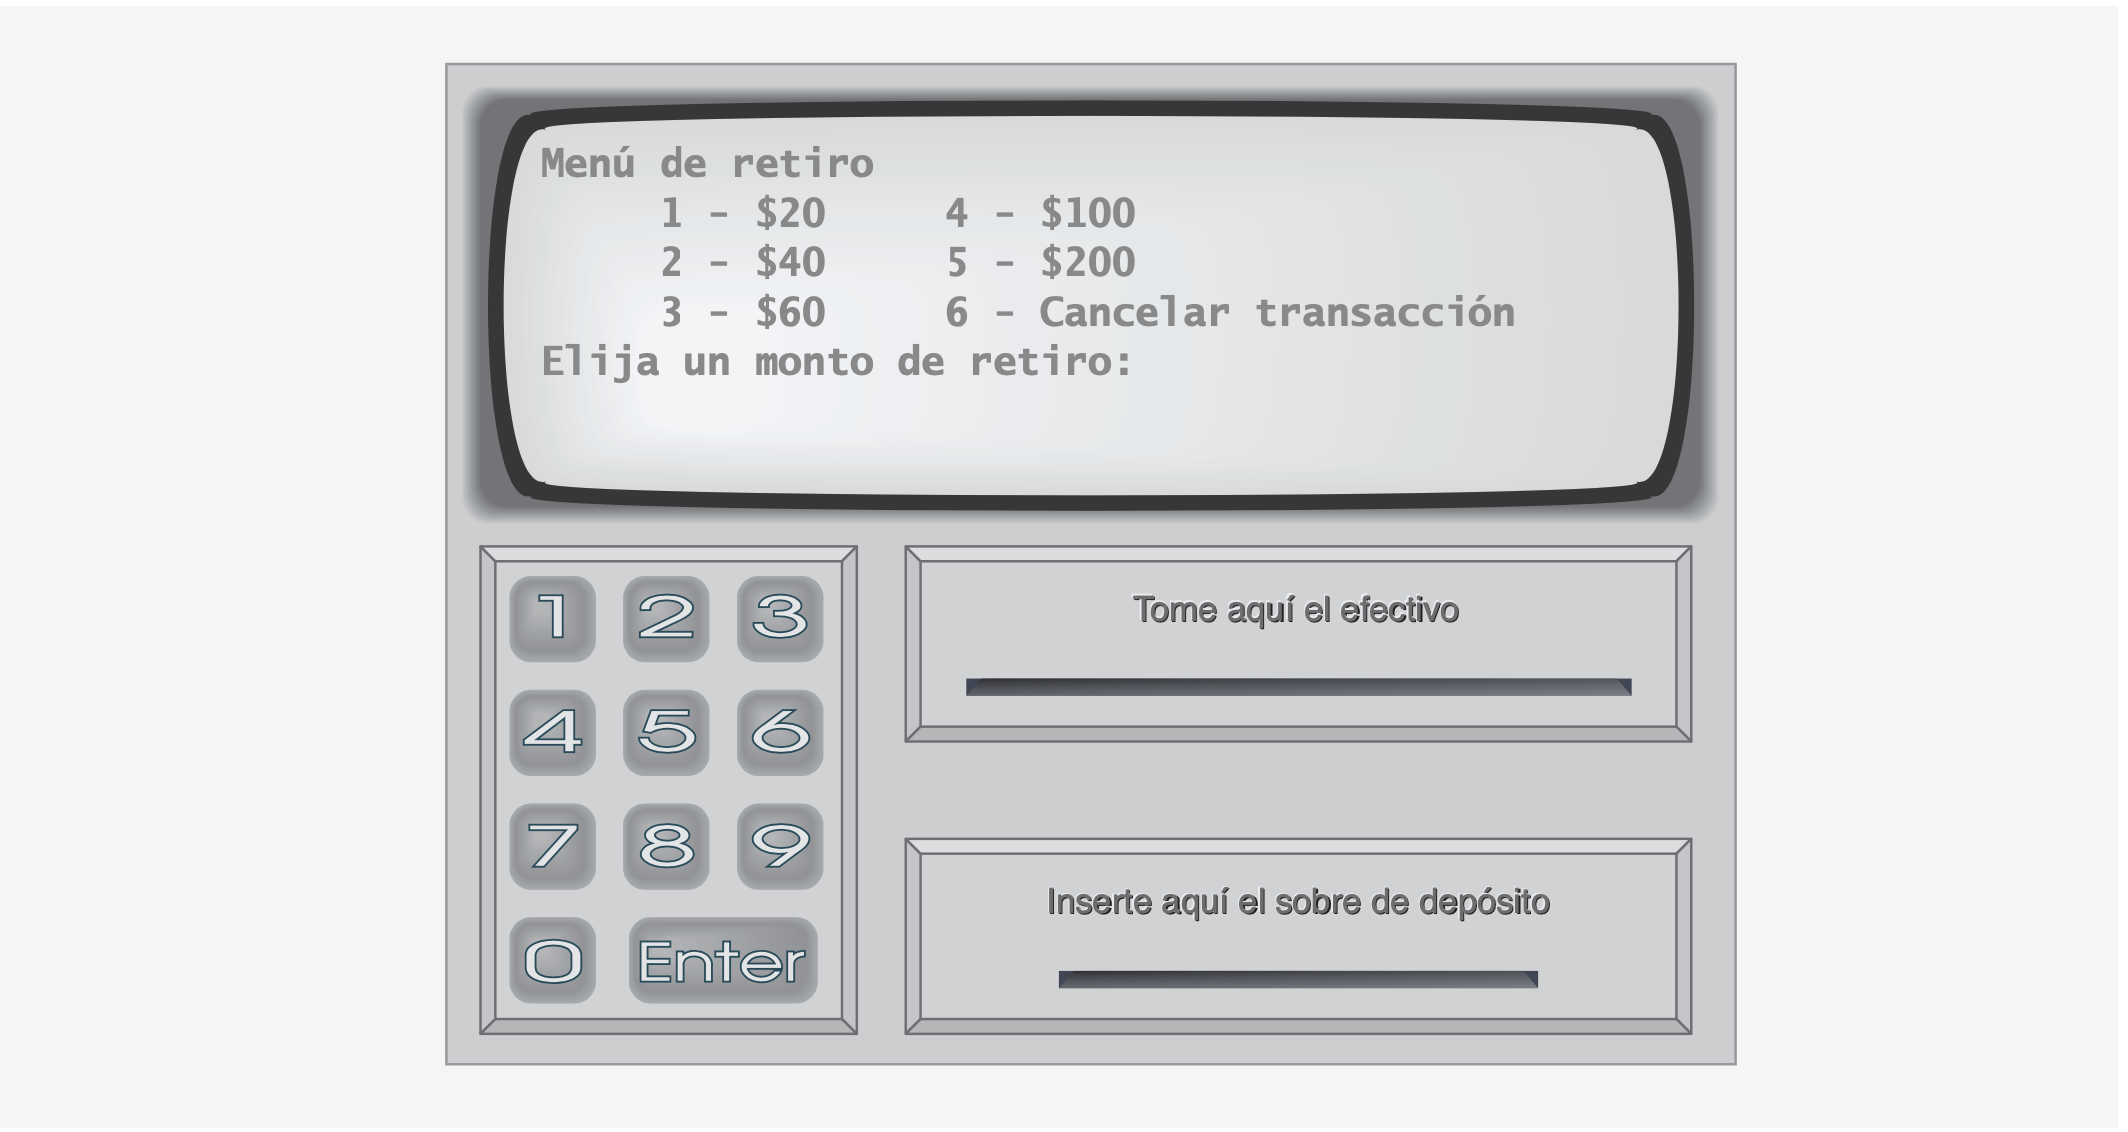 Menú de retiro
1 – $20 4 – $100
2 – $40 5 – $200
3 – $60 6 – Cancelar transacción
Elija un monto de retiro:
1 2 3
4 5 6
7 8 9
0 Enter
Tome aquí el efectivo
Inserte aquí el sobre de depósito